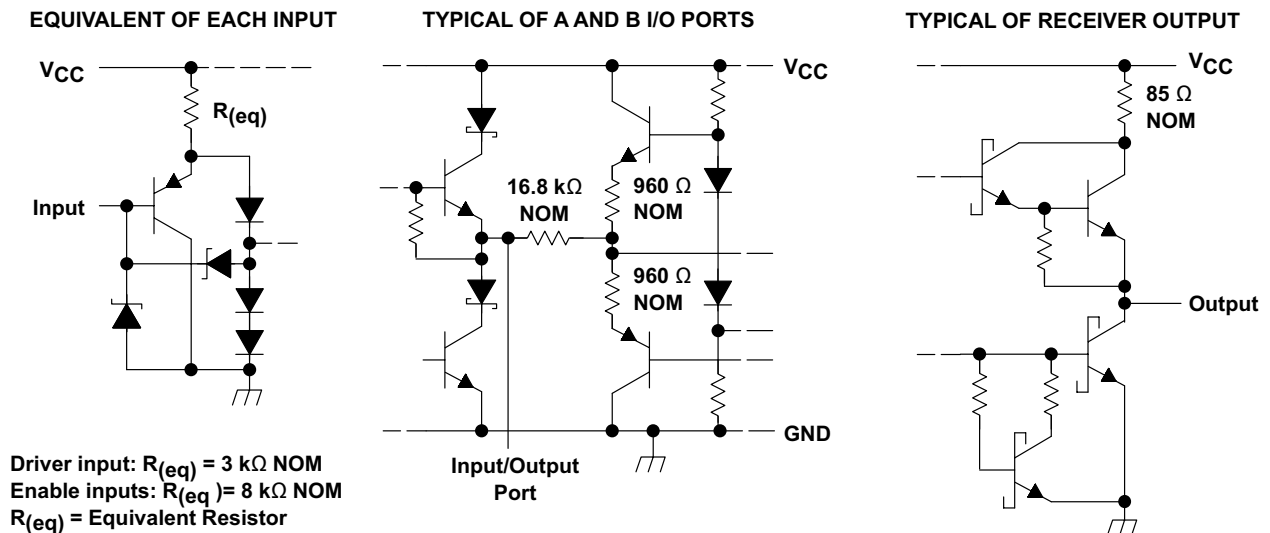 EQUIVALENT OF EACH INPUT
VCC
R(eq)
Input
Driver input: R(eq) = 3 kΩ NOM
Enable inputs: R(eq )= 8 kΩ NOM
R(eq) = Equivalent Resistor
TYPICAL OF A AND B I/O PORTS
VCC
16.8 kΩ
NOM
960 Ω
NOM
960 Ω
NOM
GND
Input/Output
Port
TYPICAL OF RECEIVER OUTPUT
VCC
85 Ω
NOM
Output